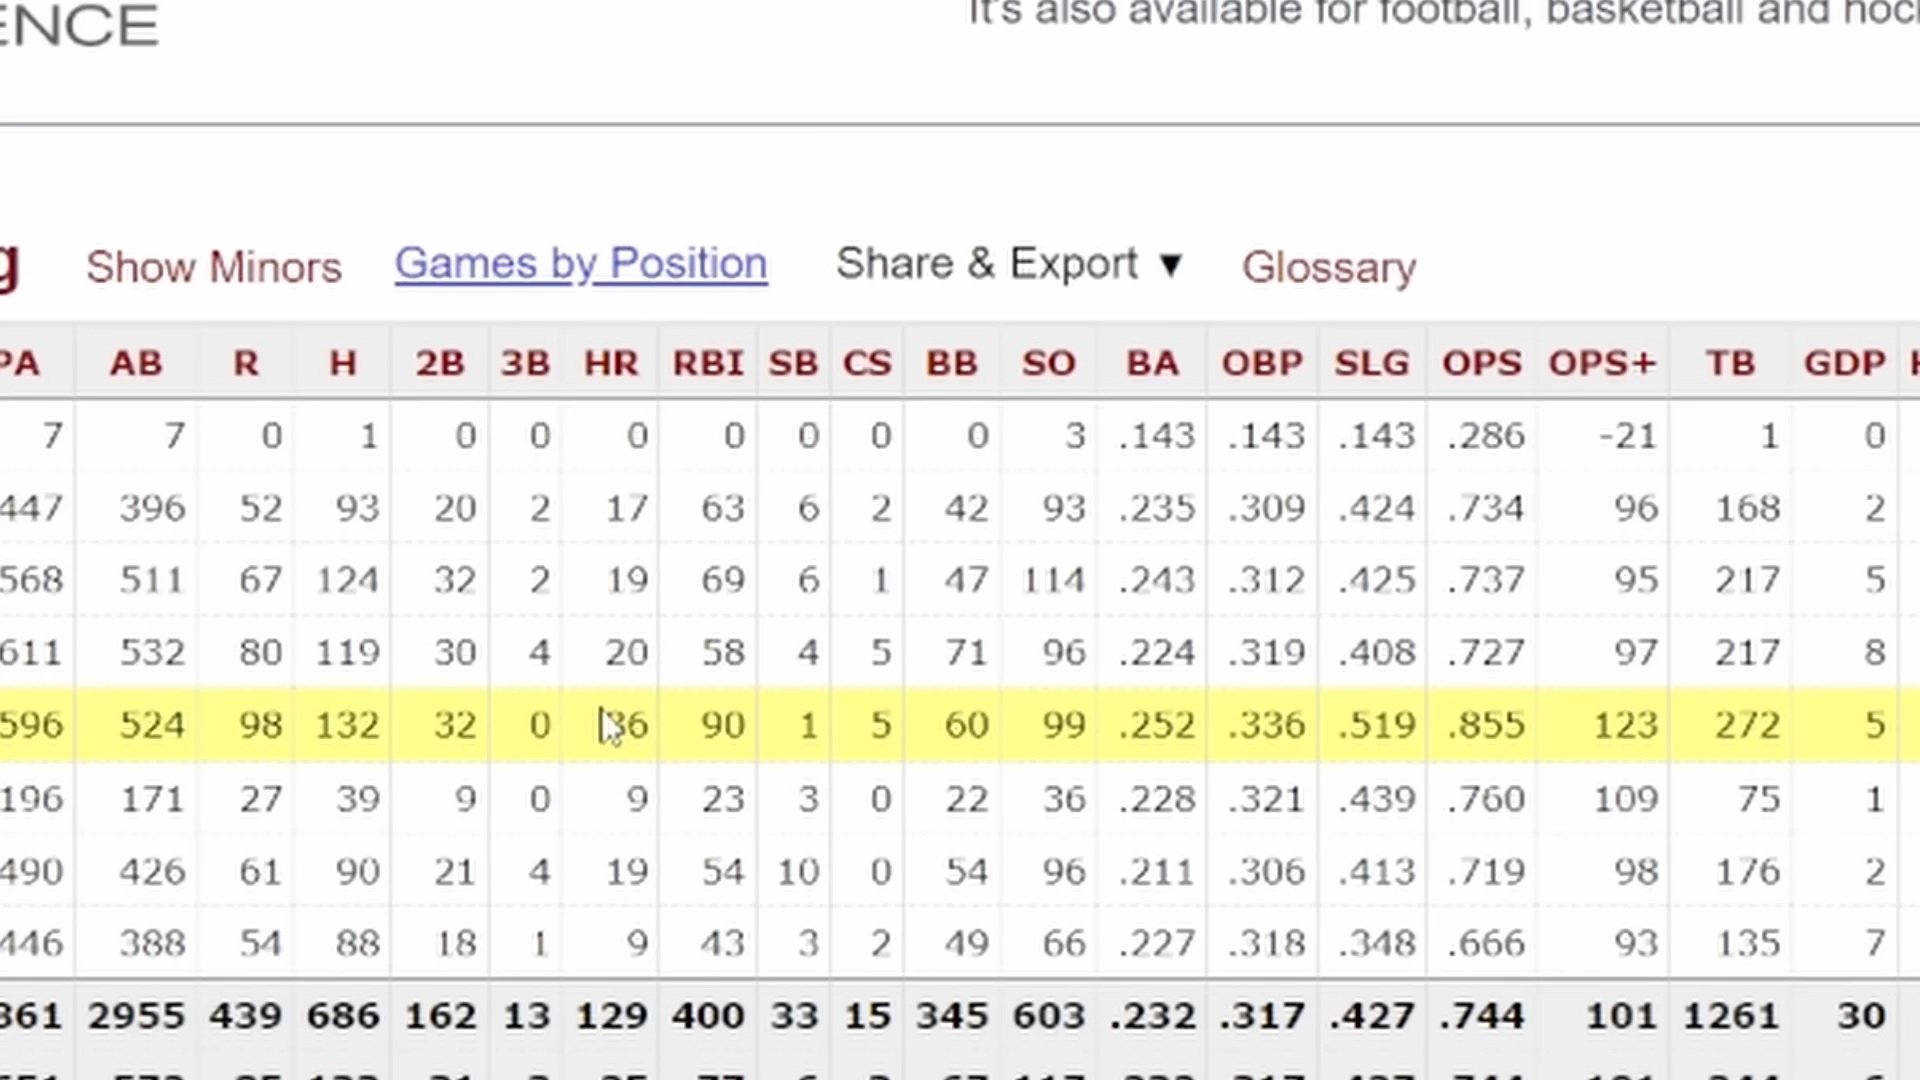 ENCE
It's also available for football, basketball and hoc
g Show Minors Games by Position Share & Export ▼ Glossary
PA AB R H 2B 3B HR RBI SB CS BB SO BA OBP SLG OPS OPS+ TB GDP
7 7 0 1 0 0 0 0 0 0 0 3 .143 .143 .143 .286 -21 1 0
447 396 52 93 20 2 17 63 6 2 42 93 .235 .309 .424 .734 96 168 2
568 511 67 124 32 2 19 69 6 1 47 114 .243 .312 .425 .737 95 217 5
611 532 80 119 30 4 20 58 4 5 71 96 .224 .319 .408 .727 97 217 8
596 524 98 132 32 0 36 90 1 5 60 99 .252 .336 .519 .855 123 272 5
196 171 27 39 9 0 9 23 3 0 22 36 .228 .321 .439 .760 109 75 1
490 426 61 90 21 4 19 54 10 0 54 96 .211 .306 .413 .719 98 176 2
446 388 54 88 18 1 9 43 3 2 49 66 .227 .318 .348 .666 93 135 7
361 2955 439 686 162 13 129 400 33 15 345 603 .232 .317 .427 .744 101 1261 30